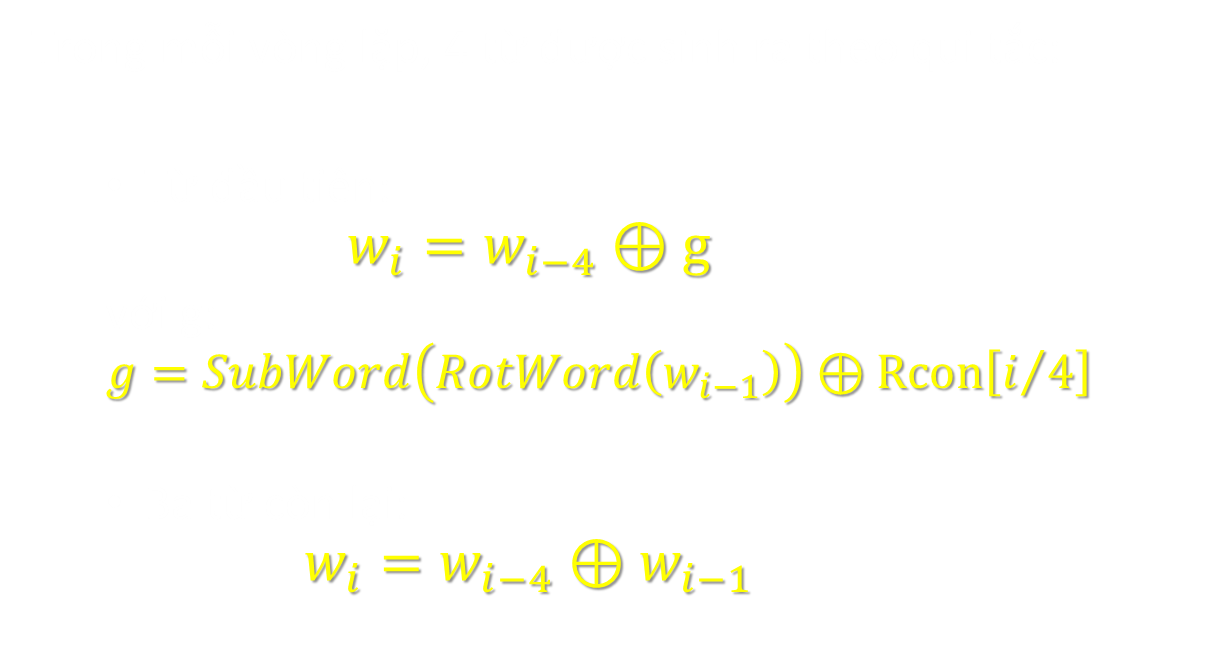 wᵢ = wᵢ₋₄ ⊕ g
g = SubWord(RotWord(wᵢ₋₁)) ⊕ Rcon[i/4]
wᵢ = wᵢ₋₄ ⊕ wᵢ₋₁